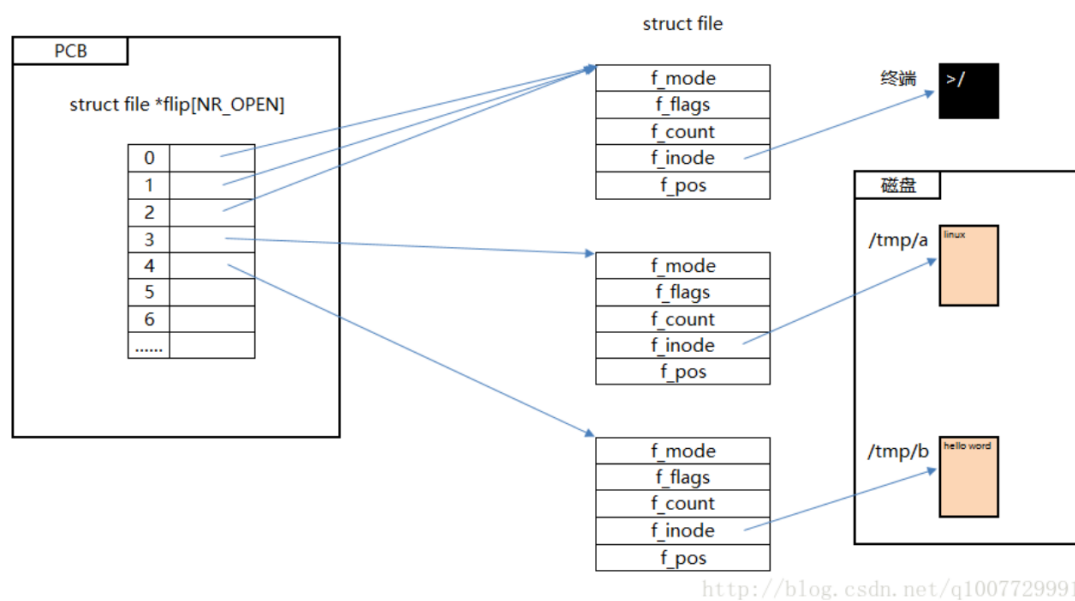 struct file
PCB
struct file *flip[NR_OPEN]
0
1
2
3
4
5
6
......
f_mode
f_flags
f_count
f_inode
f_pos
终端
>/
f_mode
f_flags
f_count
f_inode
f_pos
磁盘
/tmp/a
linux
f_mode
f_flags
f_count
f_inode
f_pos
/tmp/b
hello word
http://blog.csdn.net/q1007729991